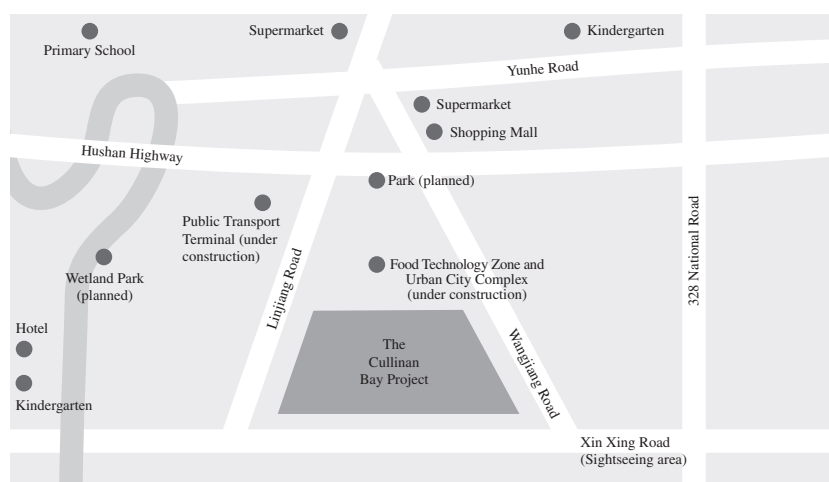 Primary School
Supermarket
Kindergarten
Yunhe Road
Supermarket
Shopping Mall
Hushan Highway
Park (planned)
Public Transport
Terminal (under
construction)
Linjiang Road
328 National Road
Wetland Park
(planned)
Food Technology Zone and
Urban City Complex
(under construction)
Hotel
Kindergarten
The
Cullinan
Bay Project
Wangjiang Road
Xin Xing Road
(Sightseeing area)